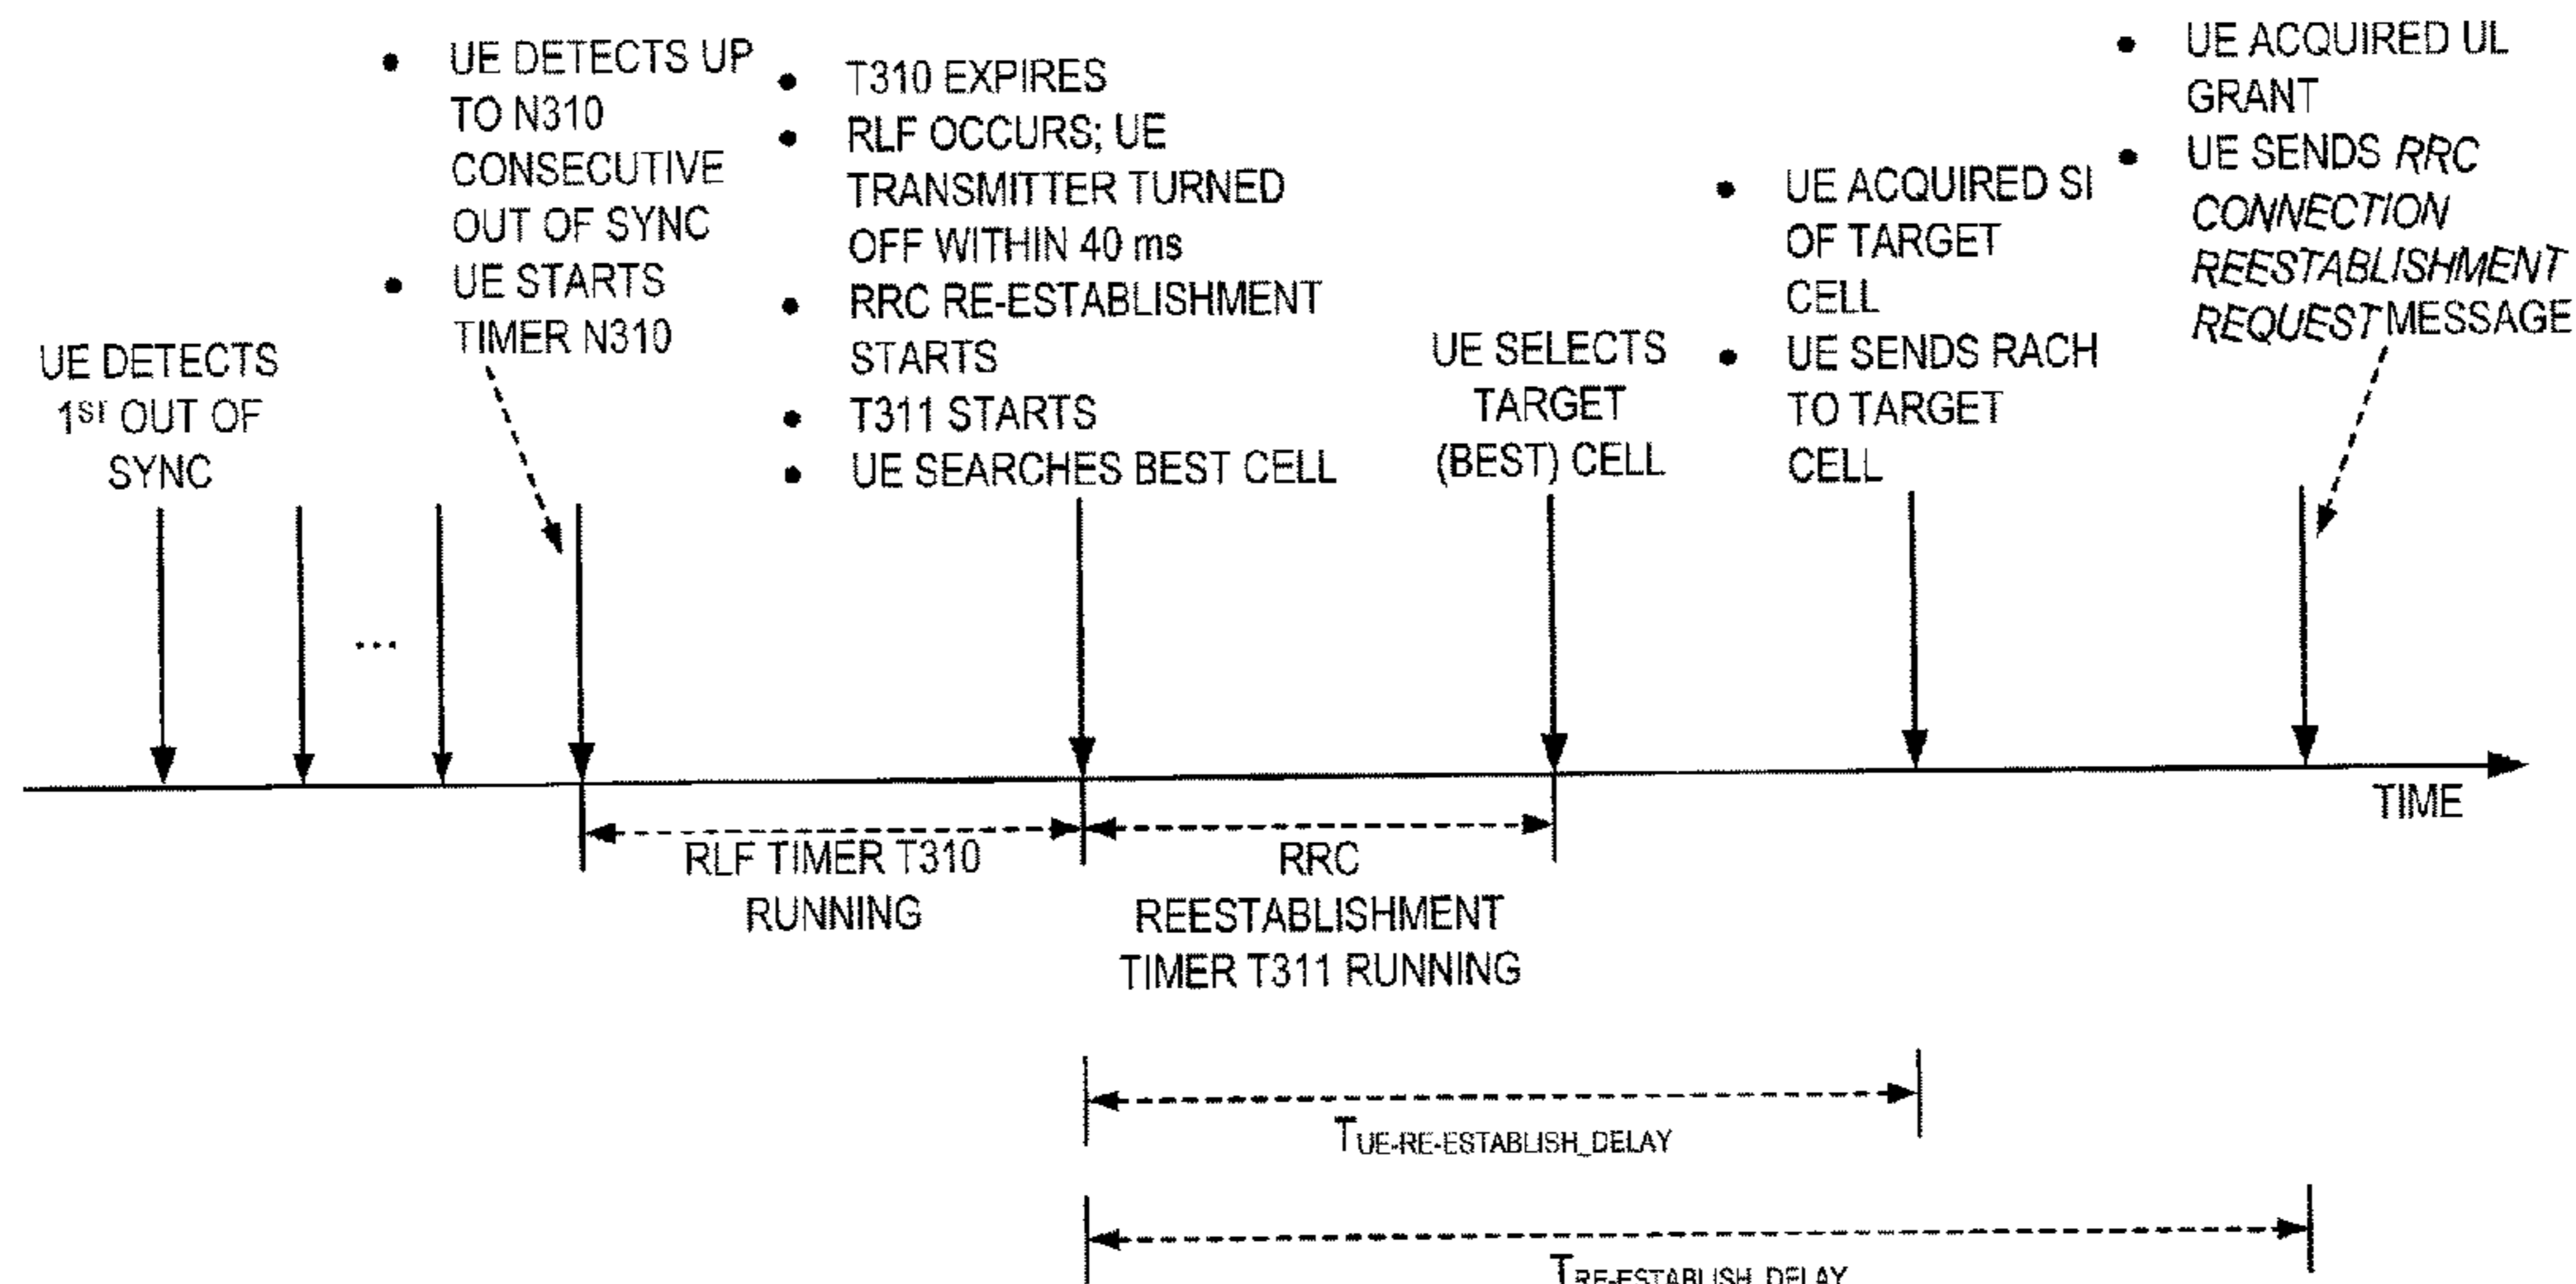 UE DETECTS
1ST OUT OF
SYNC
• UE DETECTS UP
TO N310
CONSECUTIVE
OUT OF SYNC
• UE STARTS
TIMER N310
• T310 EXPIRES
• RLF OCCURS; UE
TRANSMITTER TURNED
OFF WITHIN 40 ms
• RRC RE-ESTABLISHMENT
STARTS
• T311 STARTS
• UE SEARCHES BEST CELL
UE SELECTS
TARGET
(BEST) CELL
• UE ACQUIRED SI
OF TARGET
CELL
• UE SENDS RACH
TO TARGET
CELL
• UE ACQUIRED UL
GRANT
• UE SENDS RRC
CONNECTION
REESTABLISHMENT
REQUEST MESSAGE
...
TIME
RLF TIMER T310
RUNNING
RRC
REESTABLISHMENT
TIMER T311 RUNNING
TUE-RE-ESTABLISH_DELAY
TRE-ESTABLISH_DELAY